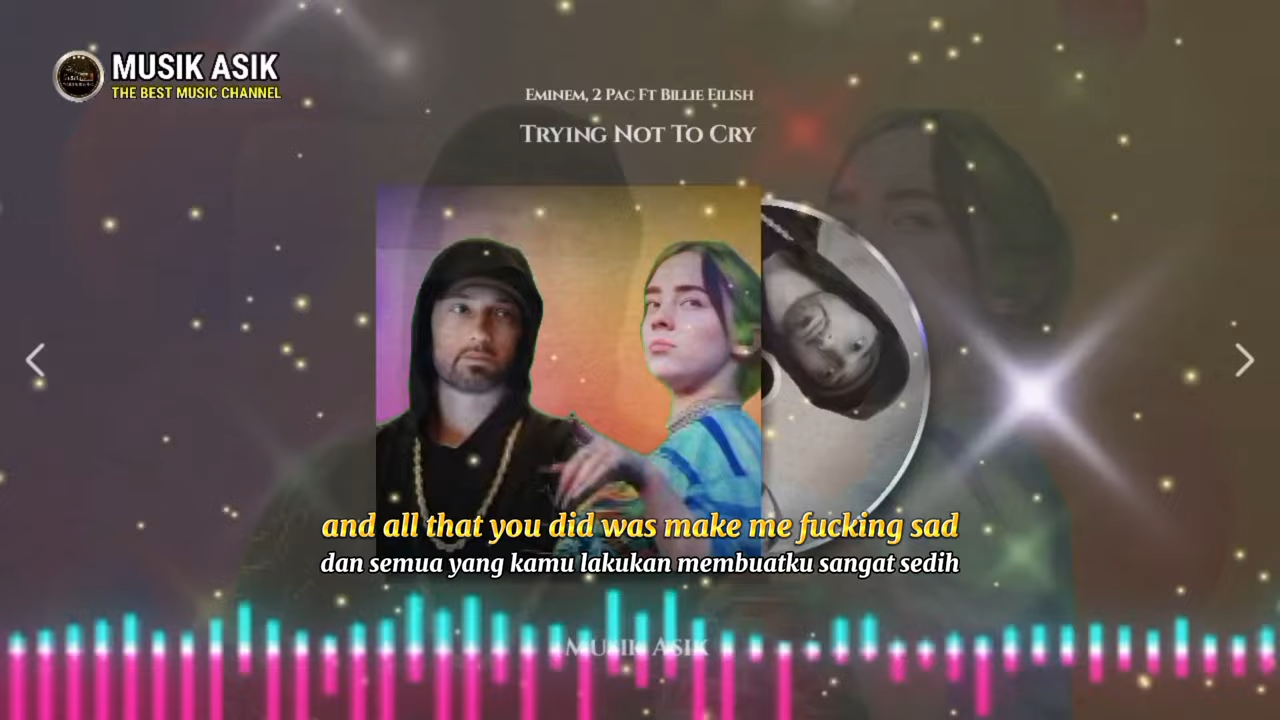 MUSIK ASIK
THE BEST MUSIC CHANNEL
Eminem, 2 Pac Ft Billie Eilish
Trying Not To Cry
and all that you did was make me fucking sad
dan semua yang kamu lakukan membuatku sangat sedih
Musik Asik